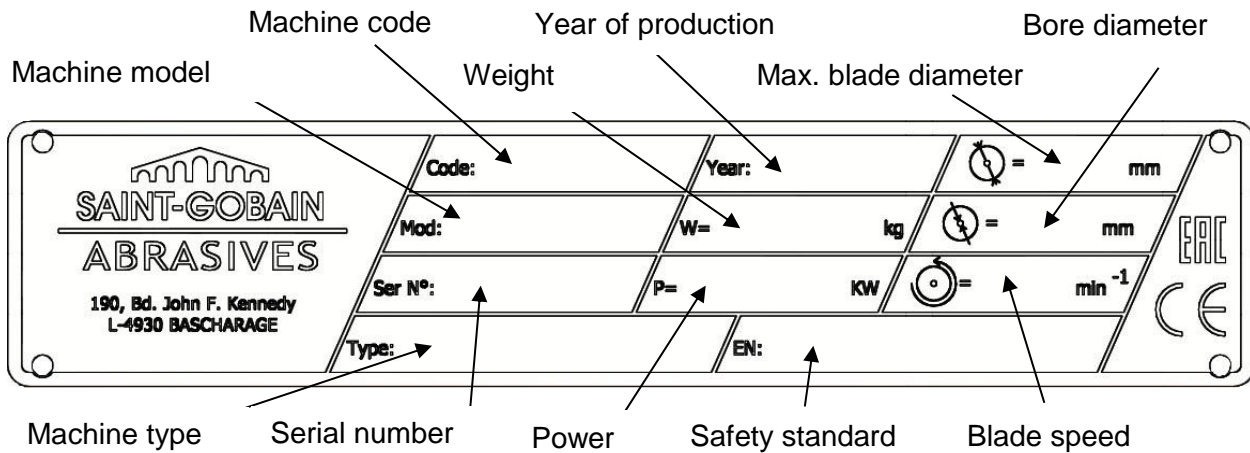 Machine code
Year of production
Bore diameter
Machine model
Weight
Max. blade diameter
SAINT-GOBAIN
ABRASIVES
190, Bd. John F. Kennedy
L-4930 BASCHARAGE
Code:
Year:
= mm
Mod:
W= kg
= mm
Ser N°:
P= KW
= min -1
Type:
EN:
EAC
CE
Machine type
Serial number
Power
Safety standard
Blade speed